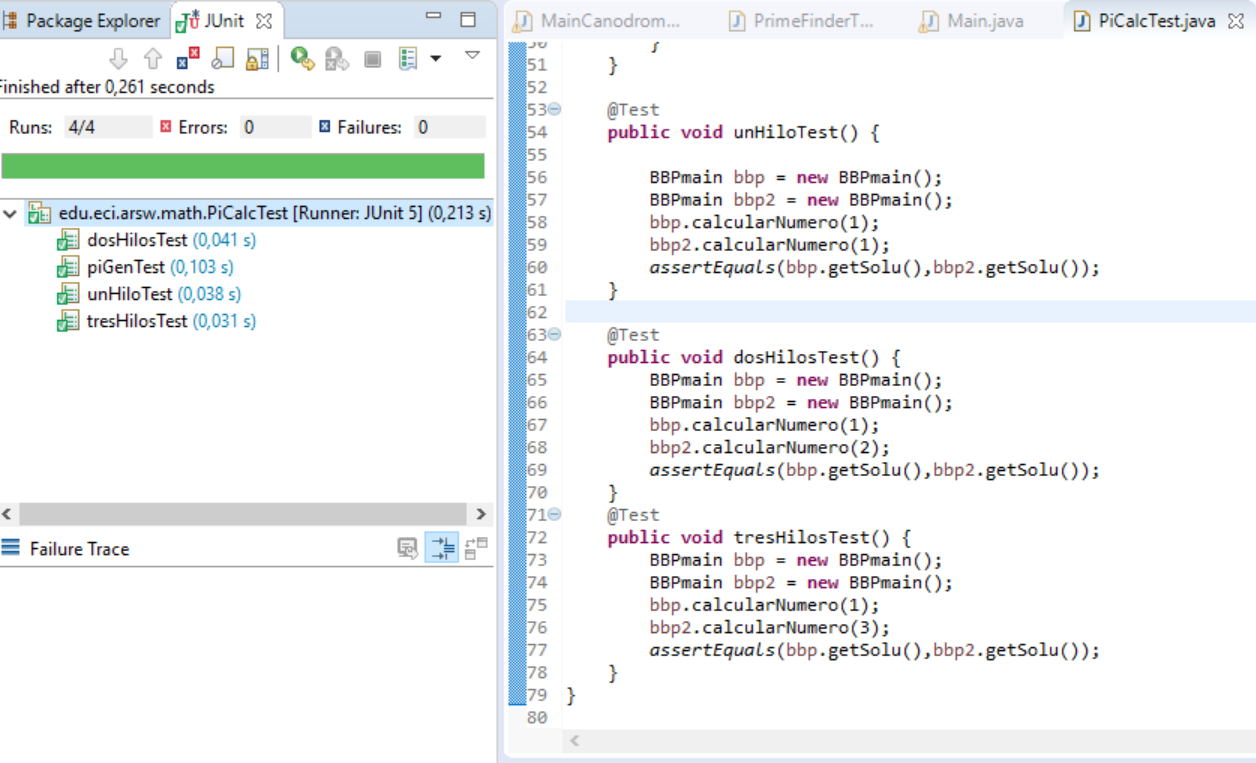 Package Explorer JUnit
Finished after 0,261 seconds
Runs: 4/4 Errors: 0 Failures: 0
edu.eci.arsw.math.PiCalcTest [Runner: JUnit 5] (0,213 s)
dosHilosTest (0,041 s)
piGenTest (0,103 s)
unHiloTest (0,038 s)
tresHilosTest (0,031 s)
Failure Trace
MainCanodrom... PrimeFinderT... Main.java PiCalcTest.java
50 }
51 }
52
53 @Test
54 public void unHiloTest() {
55
56 BBPmain bbp = new BBPmain();
57 BBPmain bbp2 = new BBPmain();
58 bbp.calcularNumero(1);
59 bbp2.calcularNumero(1);
60 assertEquals(bbp.getSolu(),bbp2.getSolu());
61 }
62
63 @Test
64 public void dosHilosTest() {
65 BBPmain bbp = new BBPmain();
66 BBPmain bbp2 = new BBPmain();
67 bbp.calcularNumero(1);
68 bbp2.calcularNumero(2);
69 assertEquals(bbp.getSolu(),bbp2.getSolu());
70 }
71 @Test
72 public void tresHilosTest() {
73 BBPmain bbp = new BBPmain();
74 BBPmain bbp2 = new BBPmain();
75 bbp.calcularNumero(1);
76 bbp2.calcularNumero(3);
77 assertEquals(bbp.getSolu(),bbp2.getSolu());
78 }
79 }
80